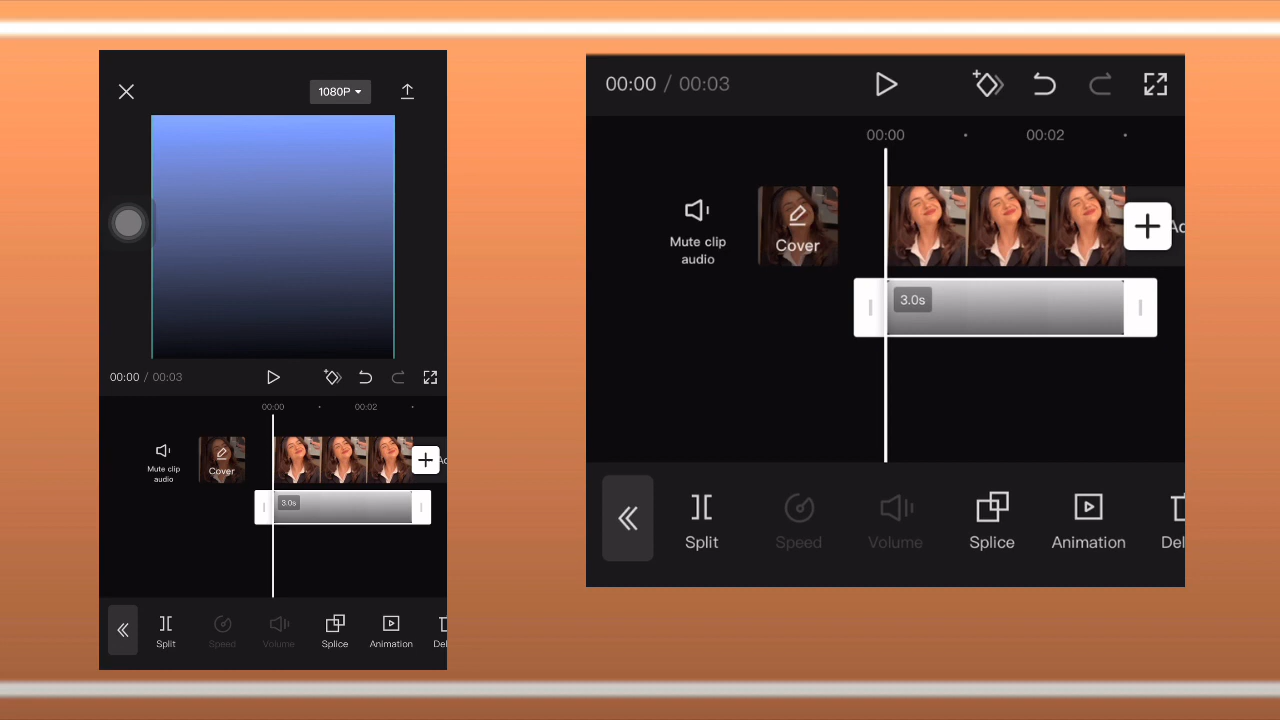 1080P
00:00 / 00:03
00:00
00:02
Mute clip
audio
Cover
3.0s
Split
Speed
Volume
Splice
Animation
00:00 / 00:03
00:00
00:02
Mute clip
audio
Cover
3.0s
Split
Speed
Volume
Splice
Animation